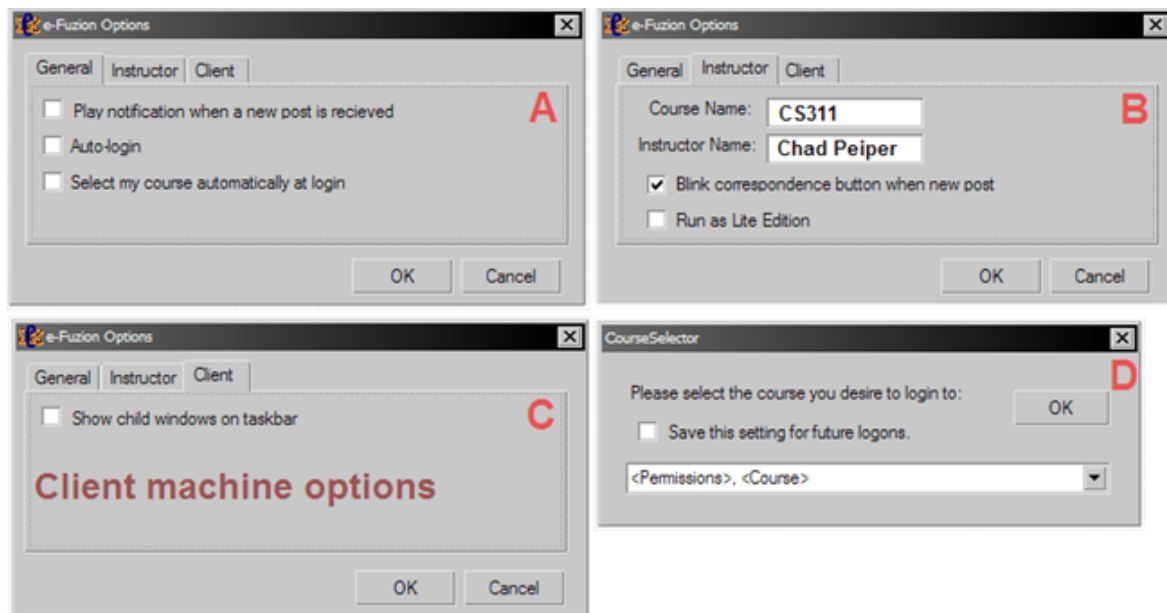 e-Fuzion Options
General Instructor Client
Play notification when a new post is recieved
A
Auto-login
Select my course automatically at login
OK Cancel
e-Fuzion Options
General Instructor Client
Course Name: CS311
B
Instructor Name: Chad Peiper
Blink correspondence button when new post
Run as Lite Edition
OK Cancel
e-Fuzion Options
General Instructor Client
Show child windows on taskbar
C
Client machine options
OK Cancel
CourseSelector
D
Please select the course you desire to login to:
OK
Save this setting for future logons.
<Permissions>, <Course>